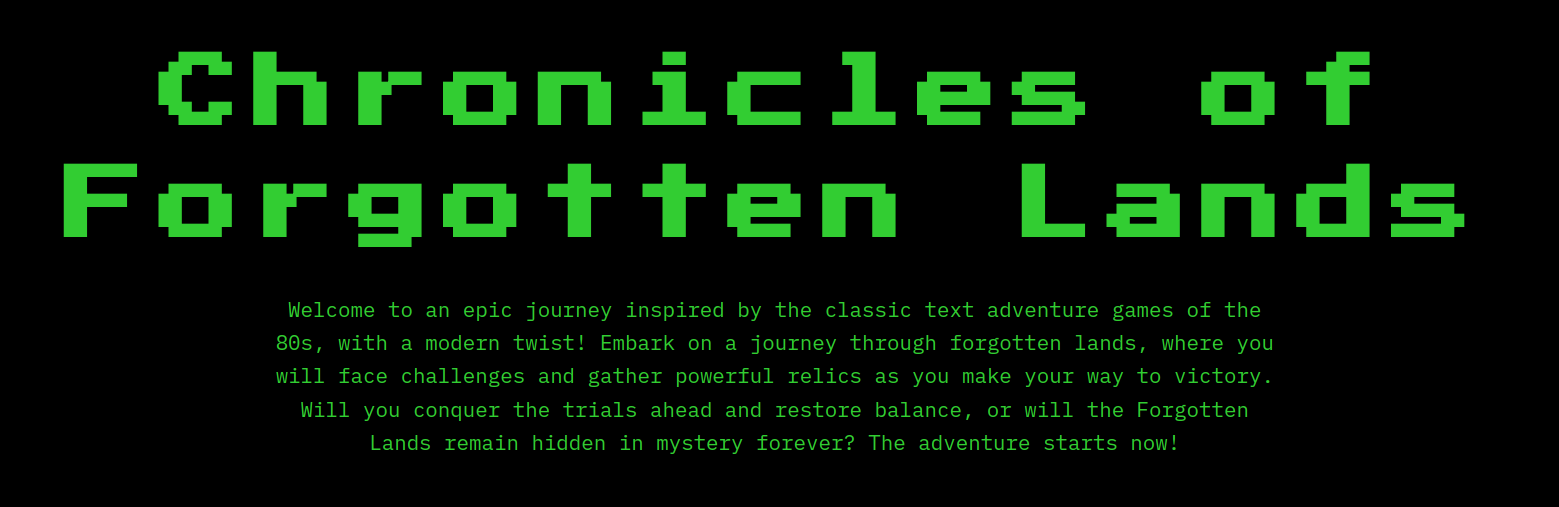 Chronicles of
Forgotten Lands
Welcome to an epic journey inspired by the classic text adventure games of the
80s, with a modern twist! Embark on a journey through forgotten lands, where you
will face challenges and gather powerful relics as you make your way to victory.
Will you conquer the trials ahead and restore balance, or will the Forgotten
Lands remain hidden in mystery forever? The adventure starts now!